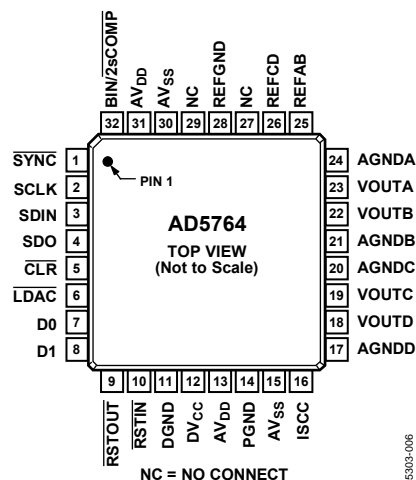 BIN/2sCOMP
AVDD
AVSS
NC
REFGND
NC
REFCD
REFAB
32
31
30
29
28
27
26
25
SYNC 1
SCLK 2
SDIN 3
SDO 4
CLR 5
LDAC 6
D0 7
D1 8
PIN 1
AD5764
TOP VIEW
(Not to Scale)
24 AGNDA
23 VOUTA
22 VOUTB
21 AGNDB
20 AGNDC
19 VOUTC
18 VOUTD
17 AGNDD
9
10
11
12
13
14
15
16
RSTOUT
RSTIN
DGND
DVCC
AVDD
PGND
AVSS
ISCC
NC = NO CONNECT
5303-006